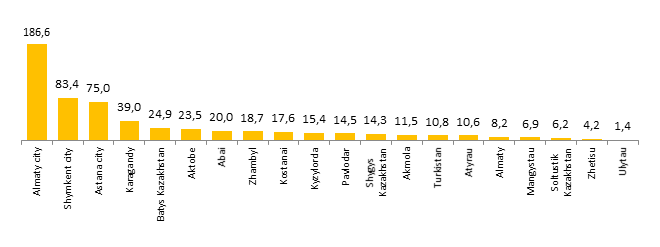 186,6
83,4
75,0
39,0
24,9
23,5
20,0
18,7
17,6
15,4
14,5
14,3
11,5
10,8
10,6
8,2
6,9
6,2
4,2
1,4
Almaty city
Shymkent city
Astana city
Karagandy
Batys Kazakhstan
Aktobe
Abai
Zhambyl
Kostanai
Kyzylorda
Pavlodar
Shygys
Kazakhstan
Akmola
Turkistan
Atyrau
Almaty
Mangystau
Soltustik
Kazakhstan
Zhetisu
Ulytau